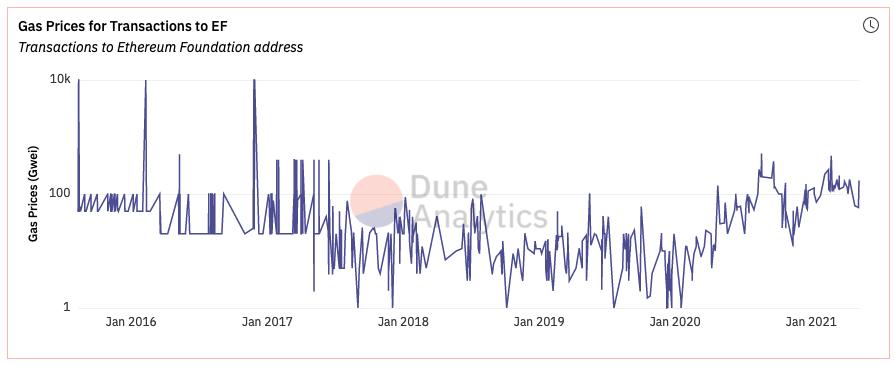 Gas Prices for Transactions to EF
Transactions to Ethereum Foundation address
10k
100
1
Gas Prices (Gwei)
Dune
Analytics
Jan 2016 Jan 2017 Jan 2018 Jan 2019 Jan 2020 Jan 2021